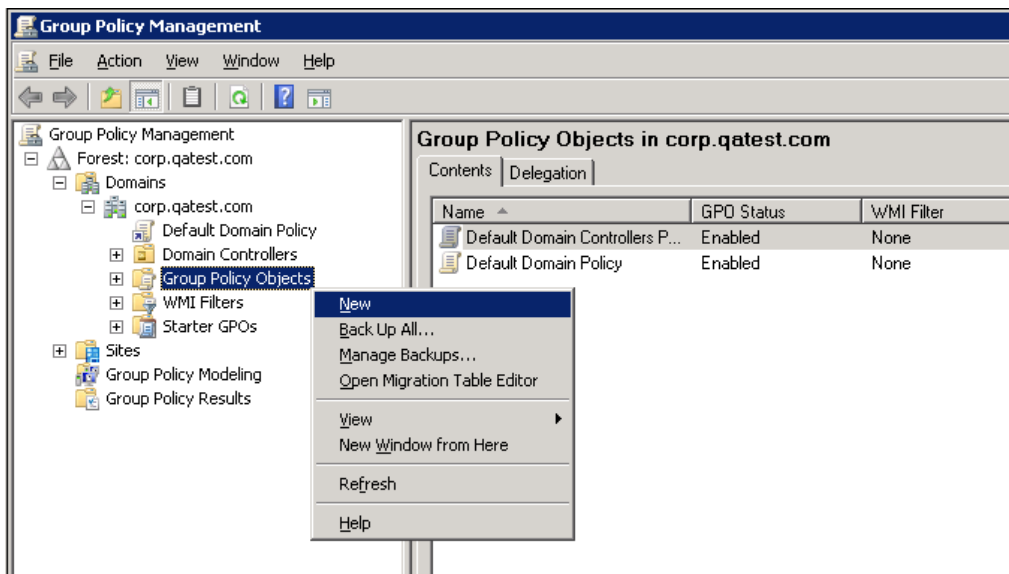 Group Policy Management
File Action View Window Help
Group Policy Management
Forest: corp.qatest.com
Domains
corp.qatest.com
Default Domain Policy
Domain Controllers
Group Policy Objects
WMI Filters
Starter GPOs
Sites
Group Policy Modeling
Group Policy Results
New
Back Up All...
Manage Backups...
Open Migration Table Editor
View
New Window from Here
Refresh
Help
Group Policy Objects in corp.qatest.com
Contents Delegation
Name GPO Status WMI Filter
Default Domain Controllers P... Enabled None
Default Domain Policy Enabled None